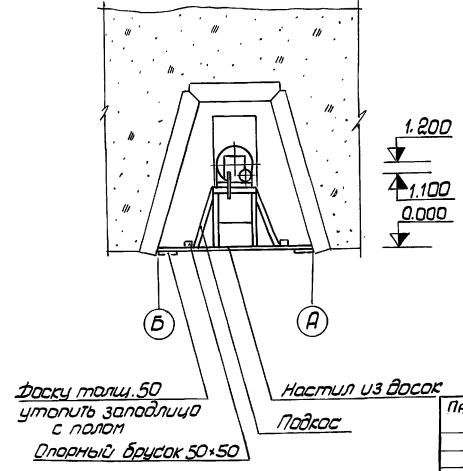 1.200
1.100
0.000
Б
А
Доску толщ. 50
утопить заподлицо
с полом
Опорный брусок 50×50
Настил из досок
Подкос